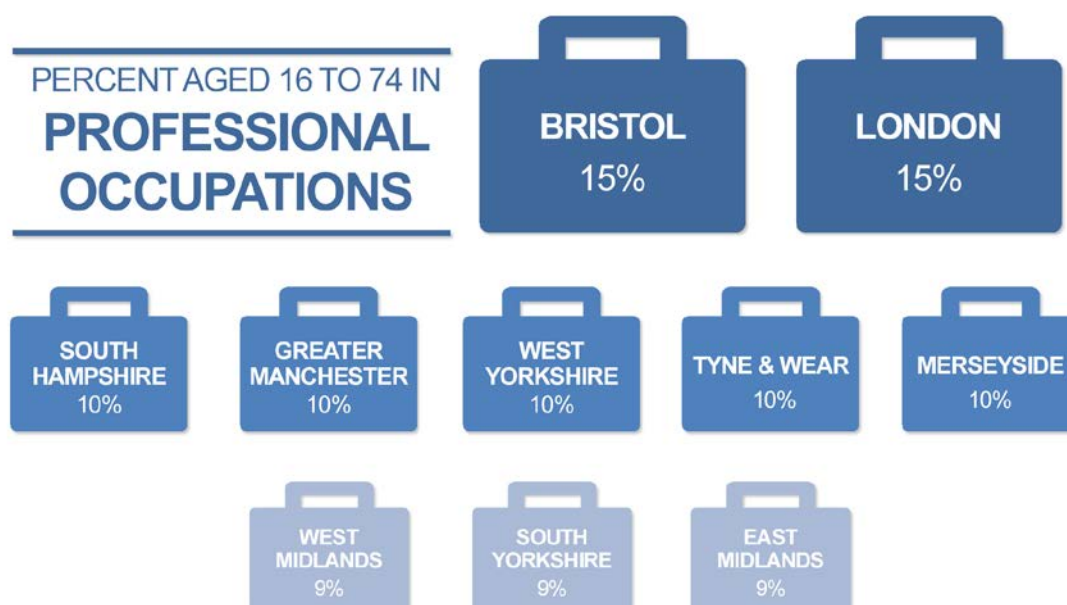 PERCENT AGED 16 TO 74 IN
PROFESSIONAL
OCCUPATIONS
BRISTOL
15%
LONDON
15%
SOUTH
HAMPSHIRE
10%
GREATER
MANCHESTER
10%
WEST
YORKSHIRE
10%
TYNE & WEAR
10%
MERSEYSIDE
10%
WEST
MIDLANDS
9%
SOUTH
YORKSHIRE
9%
EAST
MIDLANDS
9%